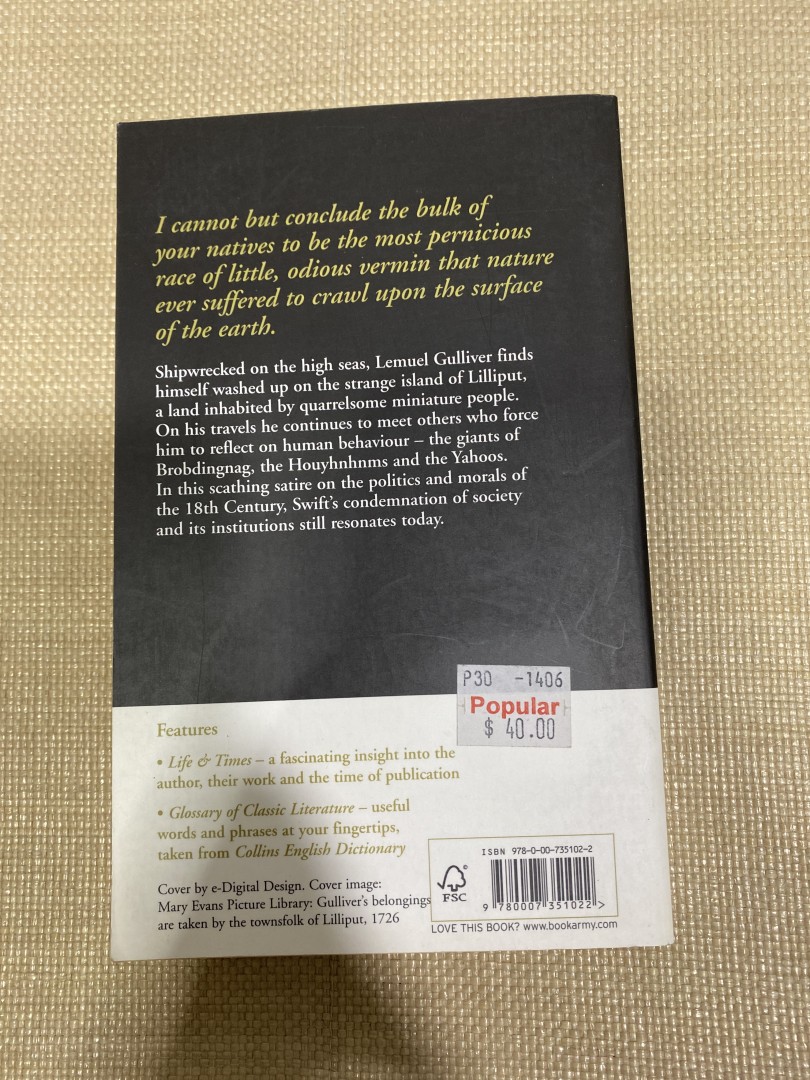 I cannot but conclude the bulk of
your natives to be the most pernicious
race of little, odious vermin that nature
ever suffered to crawl upon the surface
of the earth.
Shipwrecked on the high seas, Lemuel Gulliver finds
himself washed up on the strange island of Lilliput,
a land inhabited by quarrelsome miniature people.
On his travels he continues to meet others who force
him to reflect on human behaviour – the giants of
Brobdingnag, the Houyhnhnms and the Yahoos.
In this scathing satire on the politics and morals of
the 18th Century, Swift's condemnation of society
and its institutions still resonates today.
P30 -1406
Popular
$ 40.00
Features
• Life & Times – a fascinating insight into the
author, their work and the time of publication
• Glossary of Classic Literature – useful
words and phrases at your fingertips,
taken from Collins English Dictionary
Cover by e-Digital Design. Cover image:
Mary Evans Picture Library: Gulliver's belongings
are taken by the townsfolk of Lilliput, 1726
ISBN 978-0-00-735102-2
FSC
9 780007 351022 >
LOVE THIS BOOK? www.bookarmy.com